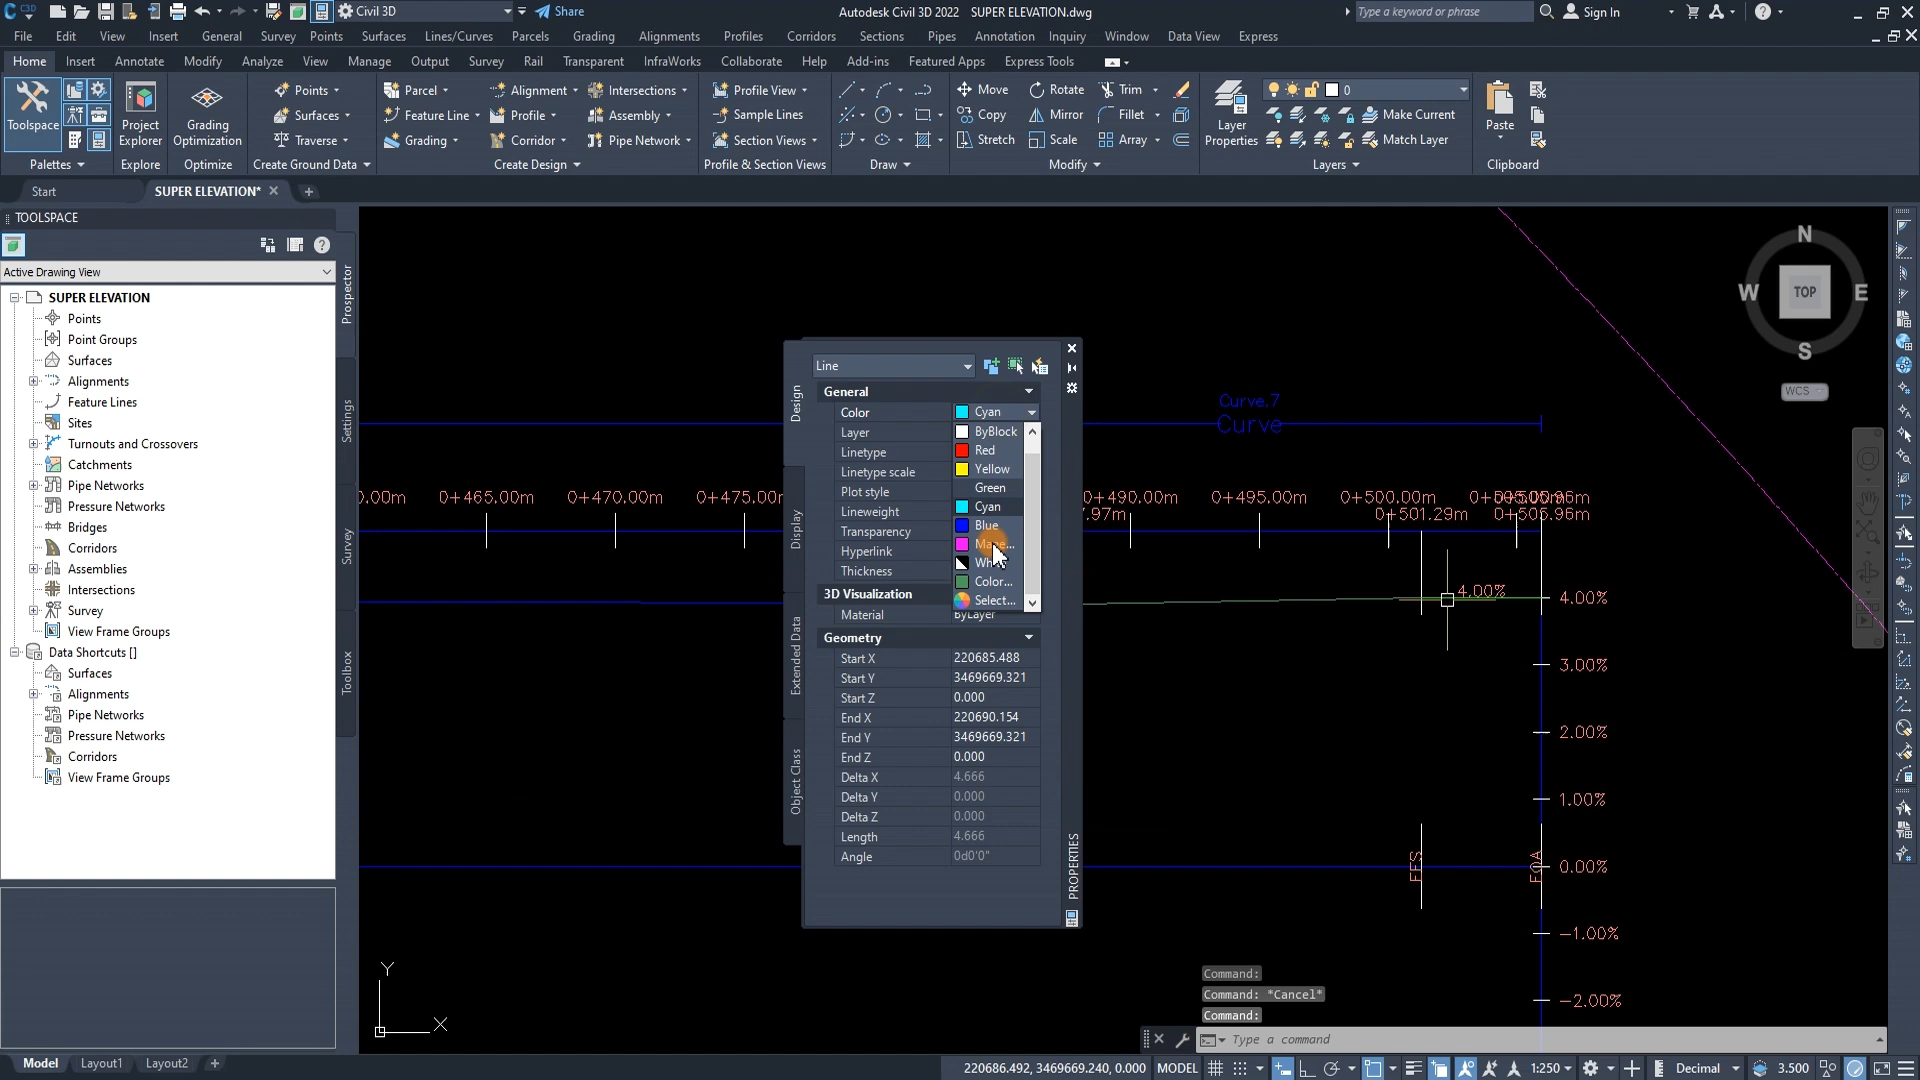 C3D Civil 3D Share Autodesk Civil 3D 2022 SUPER ELEVATION.dwg Type a keyword or phrase Sign In
File Edit View Insert General Survey Points Surfaces Lines/Curves Parcels Grading Alignments Profiles Corridors Sections Pipes Annotation Inquiry Window Data View Express
Home Insert Annotate Modify Analyze View Manage Output Survey Rail Transparent InfraWorks Collaborate Help Add-ins Featured Apps Express Tools
Toolspace
Palettes
Project Explorer
Explore
Grading Optimization
Optimize
Points
Surfaces
Traverse
Create Ground Data
Parcel Alignment Intersections
Feature Line Profile Assembly
Grading Corridor Pipe Network
Create Design
Profile View
Sample Lines
Section Views
Profile & Section Views
Draw
Move Rotate Trim
Copy Mirror Fillet
Stretch Scale Array
Modify
Layer Properties
0
Make Current
Match Layer
Layers
Paste
Clipboard
Start SUPER ELEVATION*
TOOLSPACE
Active Drawing View
SUPER ELEVATION
Points
Point Groups
Surfaces
Alignments
Feature Lines
Sites
Turnouts and Crossovers
Catchments
Pipe Networks
Pressure Networks
Bridges
Corridors
Assemblies
Intersections
Survey
View Frame Groups
Data Shortcuts []
Surfaces
Alignments
Pipe Networks
Pressure Networks
Corridors
View Frame Groups
Prospector
Settings
Survey
Toolbox
Line
General
Color Cyan
Layer
Linetype
Linetype scale
Plot style
Lineweight
Transparency
Hyperlink
Thickness
ByBlock
Red
Yellow
Green
Cyan
Blue
Mage...
Wh
Color...
Select...
3D Visualization
Material ByLayer
Geometry
Start X 220685.488
Start Y 3469669.321
Start Z 0.000
End X 220690.154
End Y 3469669.321
End Z 0.000
Delta X 4.666
Delta Y 0.000
Delta Z 0.000
Length 4.666
Angle 0d0'0"
Design
Display
Extended Data
Object Class
PROPERTIES
Curve.7
Curve
0.00m 0+465.00m 0+470.00m 0+475.00m 0+490.00m 0+495.00m 0+500.00m
.97m 0+501.29m 0+505.96m
4.00%
4.00%
3.00%
2.00%
1.00%
0.00%
-1.00%
-2.00%
EFS
EOA
N
W TOP E
S
WCS
Y
X
Command:
Command: *Cancel*
Command:
Type a command
Model Layout1 Layout2
220686.492, 3469669.240, 0.000 MODEL 1:250 Decimal 3.500